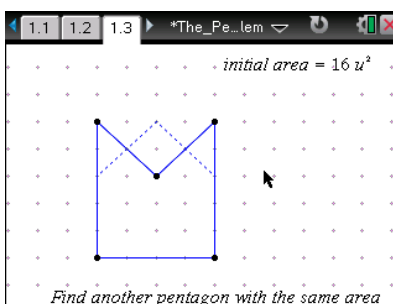 1.1 1.2 1.3 *The_Pe...lem
initial area = 16 u²
Find another pentagon with the same area